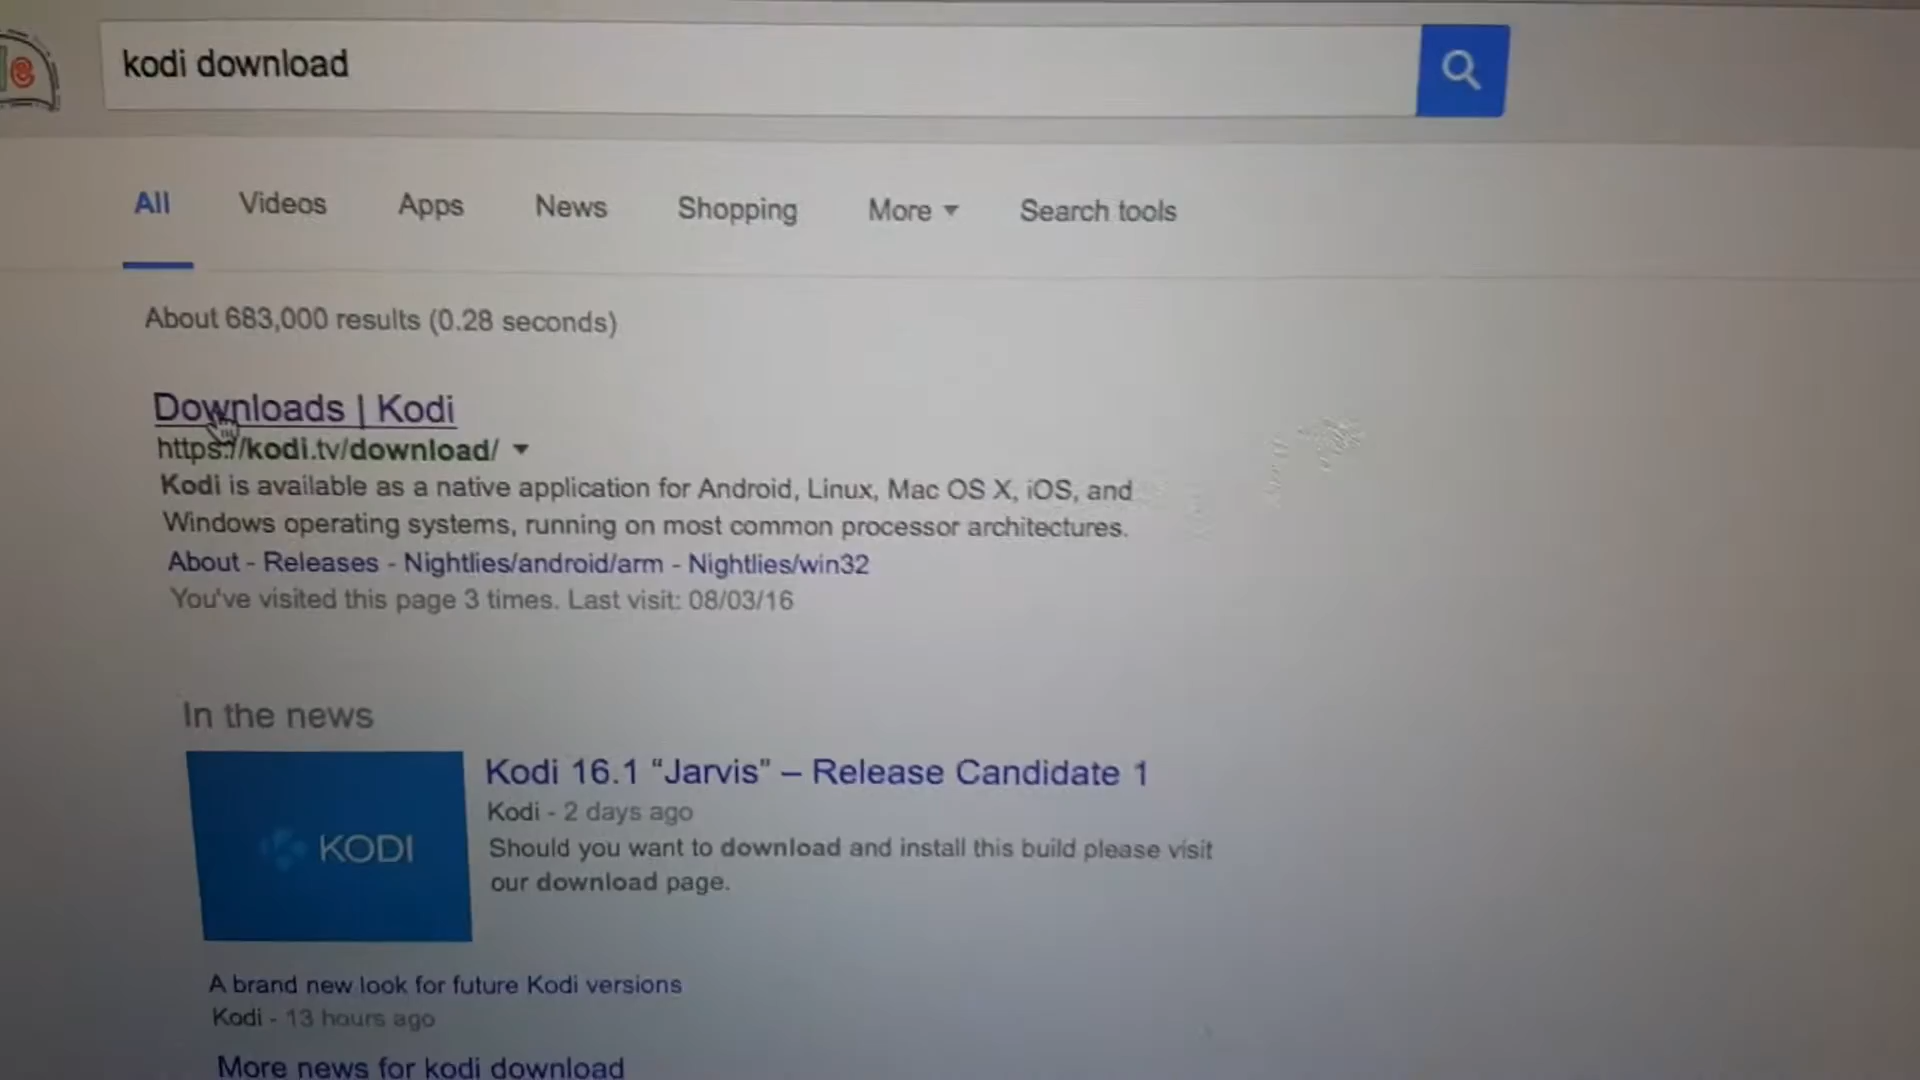 e
kodi download
All Videos Apps News Shopping More Search tools
About 683,000 results (0.28 seconds)
Downloads | Kodi
https://kodi.tv/download/
Kodi is available as a native application for Android, Linux, Mac OS X, iOS, and
Windows operating systems, running on most common processor architectures.
About - Releases - Nightlies/android/arm - Nightlies/win32
You've visited this page 3 times. Last visit: 08/03/16
In the news
KODI
Kodi 16.1 “Jarvis” – Release Candidate 1
Kodi - 2 days ago
Should you want to download and install this build please visit
our download page.
A brand new look for future Kodi versions
Kodi - 13 hours ago
More news for kodi download